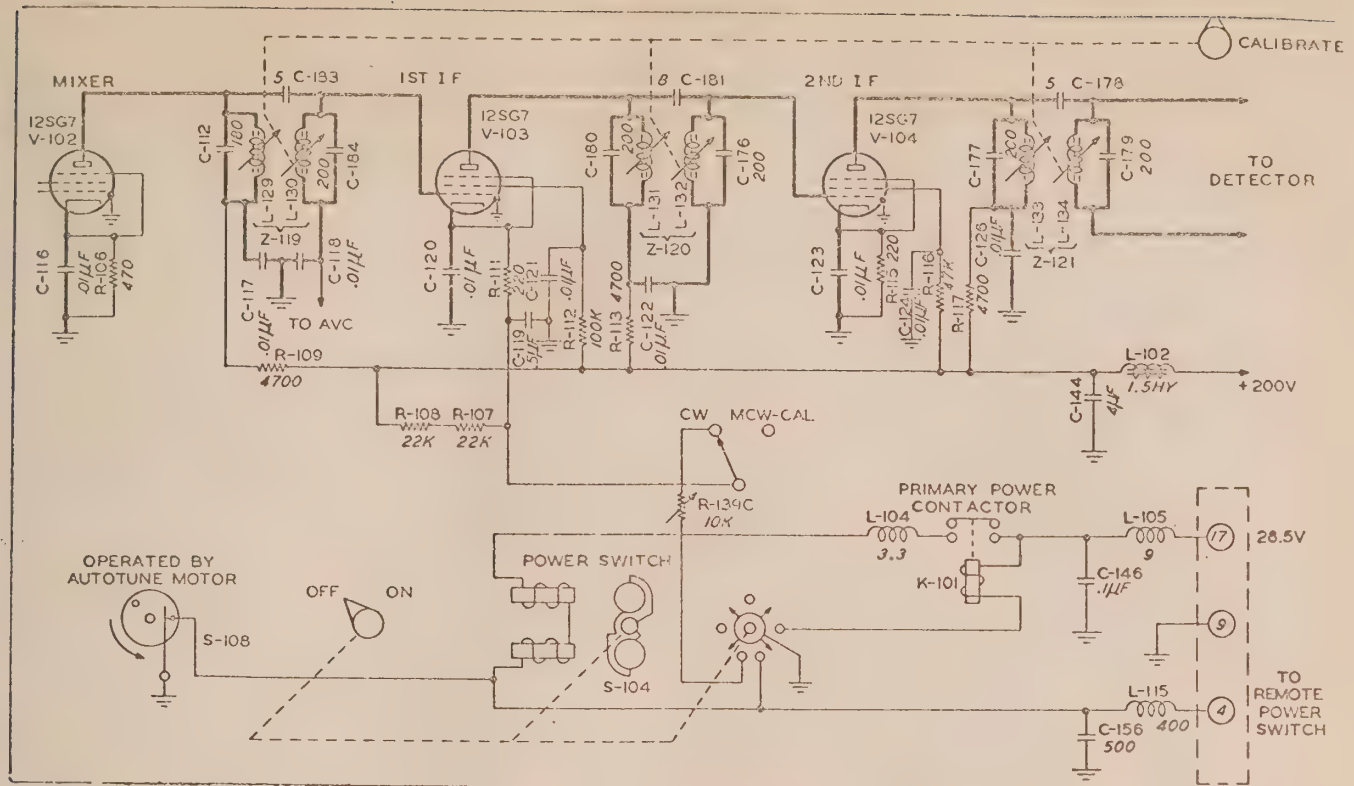 CALIBRATE
MIXER
12SG7
V-102
C-116
.01µF
R-106
470
C-112
180
5 C-183
L-129
L-130
Z-119
200
C-184
C-117
.01µF
C-118
.01µF
TO AVC
R-109
4700
1ST IF
12SG7
V-103
C-120
.01µF
R-111
220
C-121
.01µF
C-119
.5µF
R-112
100K
R-113
4700
C-122
.01µF
8 C-181
C-180
200
L-131
L-132
Z-120
C-176
200
2ND IF
12SG7
V-104
C-123
.01µF
R-115
220
C-124
.01µF
R-116
47K
R-117
4700
5 C-178
C-177
200
C-126
.01µF
L-133
L-134
Z-121
C-179
200
TO
DETECTOR
R-108
22K
R-107
22K
L-102
1.5HY
+200V
C-144
4µF
CW
MCW-CAL
R-139C
10K
PRIMARY POWER
CONTACTOR
L-104
3.3
K-101
L-105
9
C-146
.1µF
17
28.5V
9
4
TO
REMOTE
POWER
SWITCH
L-115
400
C-156
500
OPERATED BY
AUTOTUNE MOTOR
S-108
OFF
ON
POWER SWITCH
S-104